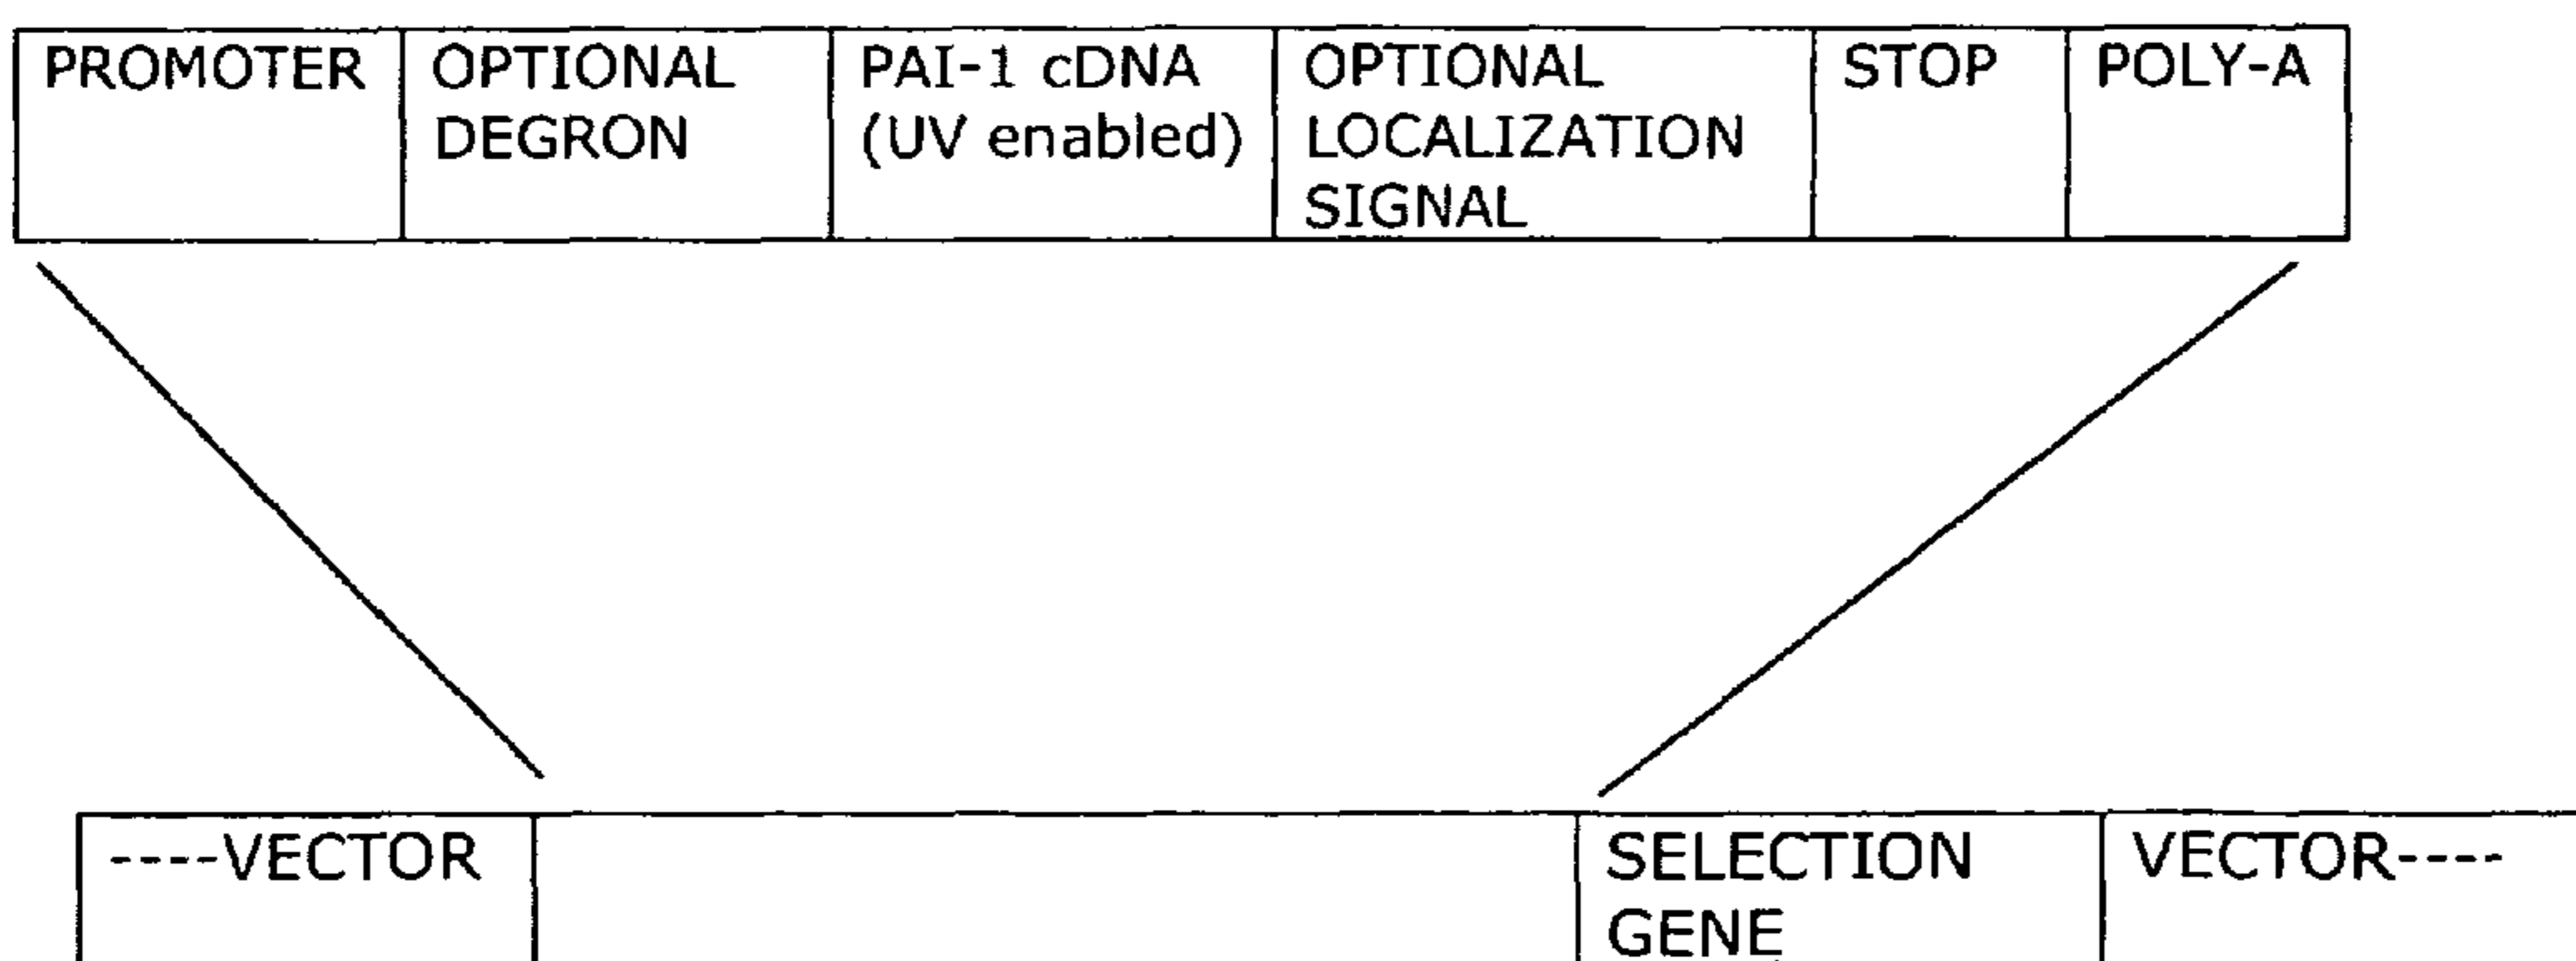 PROMOTER
OPTIONAL
DEGRON
PAI-1 cDNA
(UV enabled)
OPTIONAL
LOCALIZATION
SIGNAL
STOP
POLY-A
----VECTOR
SELECTION
GENE
VECTOR----